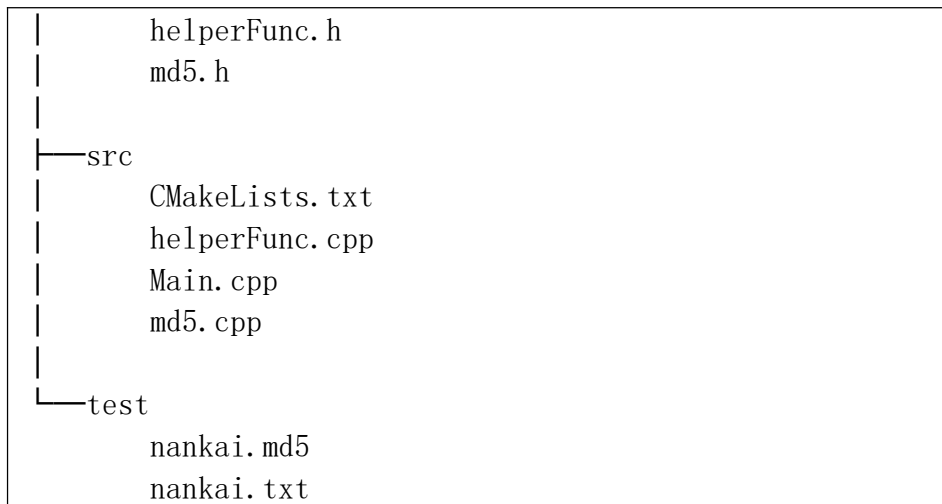 │       helperFunc.h
│       md5.h
│
├──src
│       CMakeLists.txt
│       helperFunc.cpp
│       Main.cpp
│       md5.cpp
│
└──test
        nankai.md5
        nankai.txt